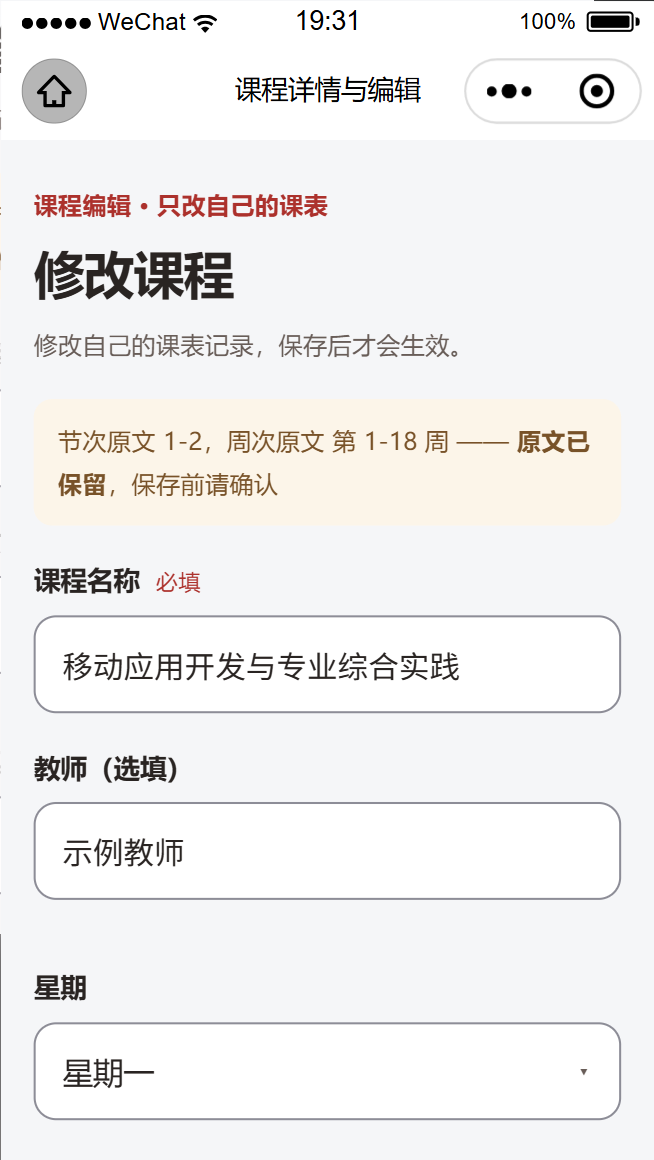 ●●●●● WeChat 19:31 100%
课程详情与编辑
课程编辑·只改自己的课表
修改课程
修改自己的课表记录，保存后才会生效。
节次原文 1-2，周次原文 第 1-18 周 —— 原文已
保留，保存前请确认
课程名称 必填
移动应用开发与专业综合实践
教师（选填）
示例教师
星期
星期一